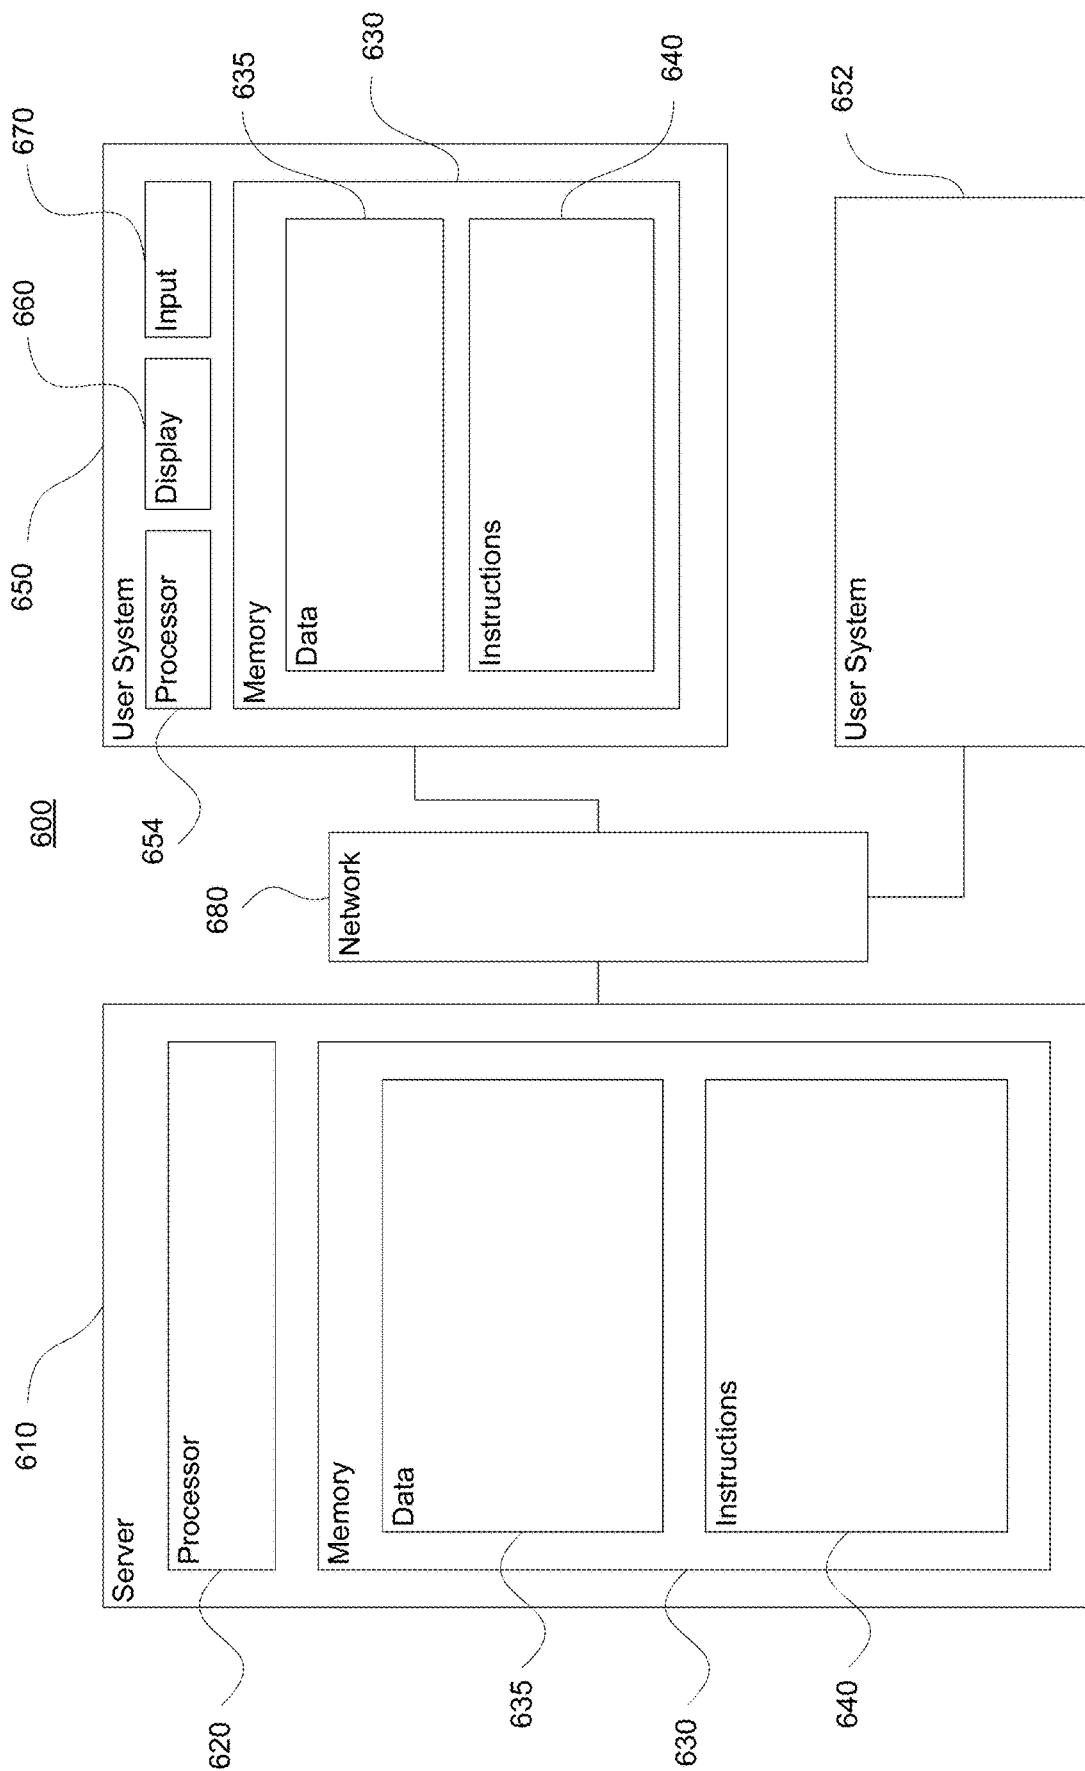 600
610
Server
620
Processor
630
Memory
635
Data
640
Instructions
680
Network
650
User System
654
Processor
660
Display
670
Input
630
Memory
635
Data
640
Instructions
652
User System